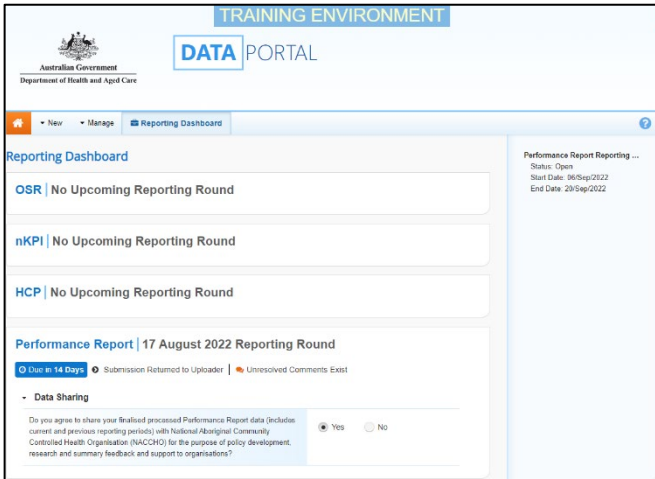 TRAINING ENVIRONMENT
Australian Government
Department of Health and Aged Care
DATA PORTAL
New
Manage
Reporting Dashboard
Reporting Dashboard
OSR | No Upcoming Reporting Round
nKPI | No Upcoming Reporting Round
HCP | No Upcoming Reporting Round
Performance Report | 17 August 2022 Reporting Round
Due in 14 Days Submission Returned to Uploader | Unresolved Comments Exist
Data Sharing
Do you agree to share your finalised processed Performance Report data (includes
current and previous reporting periods) with National Aboriginal Community
Controlled Health Organisation (NACCHO) for the purpose of policy development,
research and summary feedback and support to organisations?
Yes No
Performance Report Reporting ...
Status: Open
Start Date: 06/Sep/2022
End Date: 20/Sep/2022